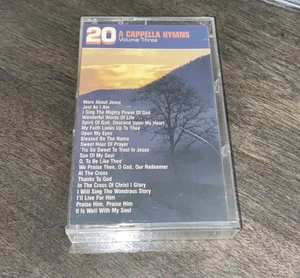 20 A CAPPELLA HYMNS
Volume Three
More About Jesus
Just As I Am
I Sing The Mighty Power Of God
Wonderful Words Of Life
Spirit Of God, Descend Upon My Heart
My Faith Looks Up To Thee
Open My Eyes
Blessed Be The Name
Sweet Hour Of Prayer
'Tis So Sweet To Trust In Jesus
Sun Of My Soul
O, To Be Like Thee
We Praise Thee, O God, Our Redeemer
At The Cross
Thanks To God
In The Cross Of Christ I Glory
I Will Sing The Wondrous Story
I'll Live For Him
Praise Him, Praise Him
It Is Well With My Soul